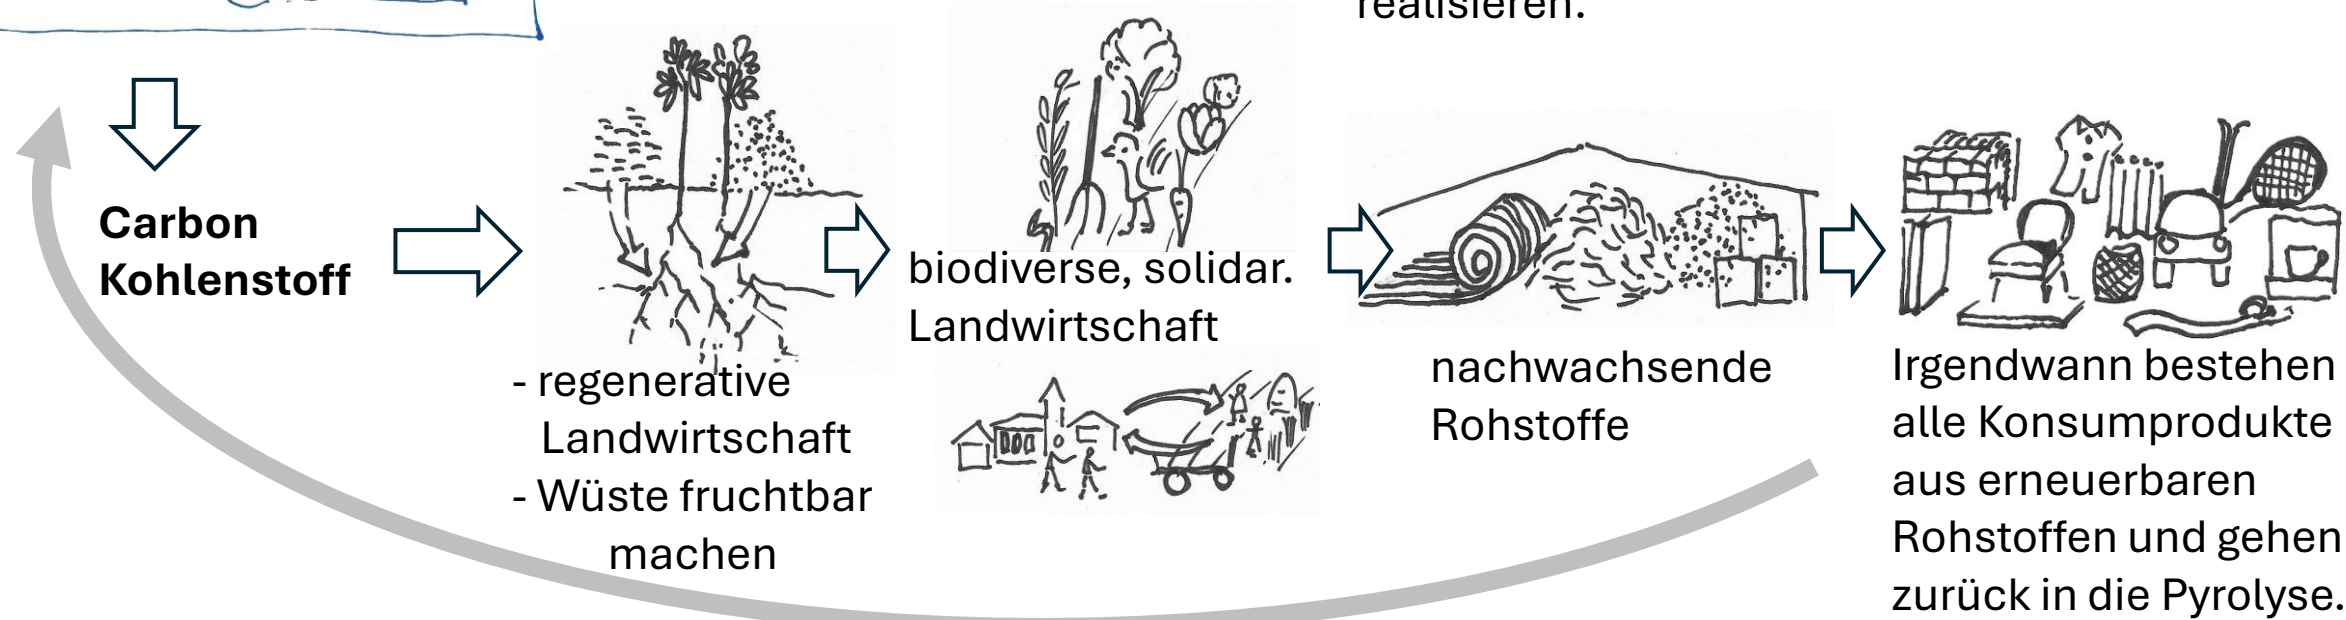 realisieren.
Carbon
Kohlenstoff
- regenerative
Landwirtschaft
- Wüste fruchtbar
machen
biodiverse, solidar.
Landwirtschaft
nachwachsende
Rohstoffe
Irgendwann bestehen
alle Konsumprodukte
aus erneuerbaren
Rohstoffen und gehen
zurück in die Pyrolyse.